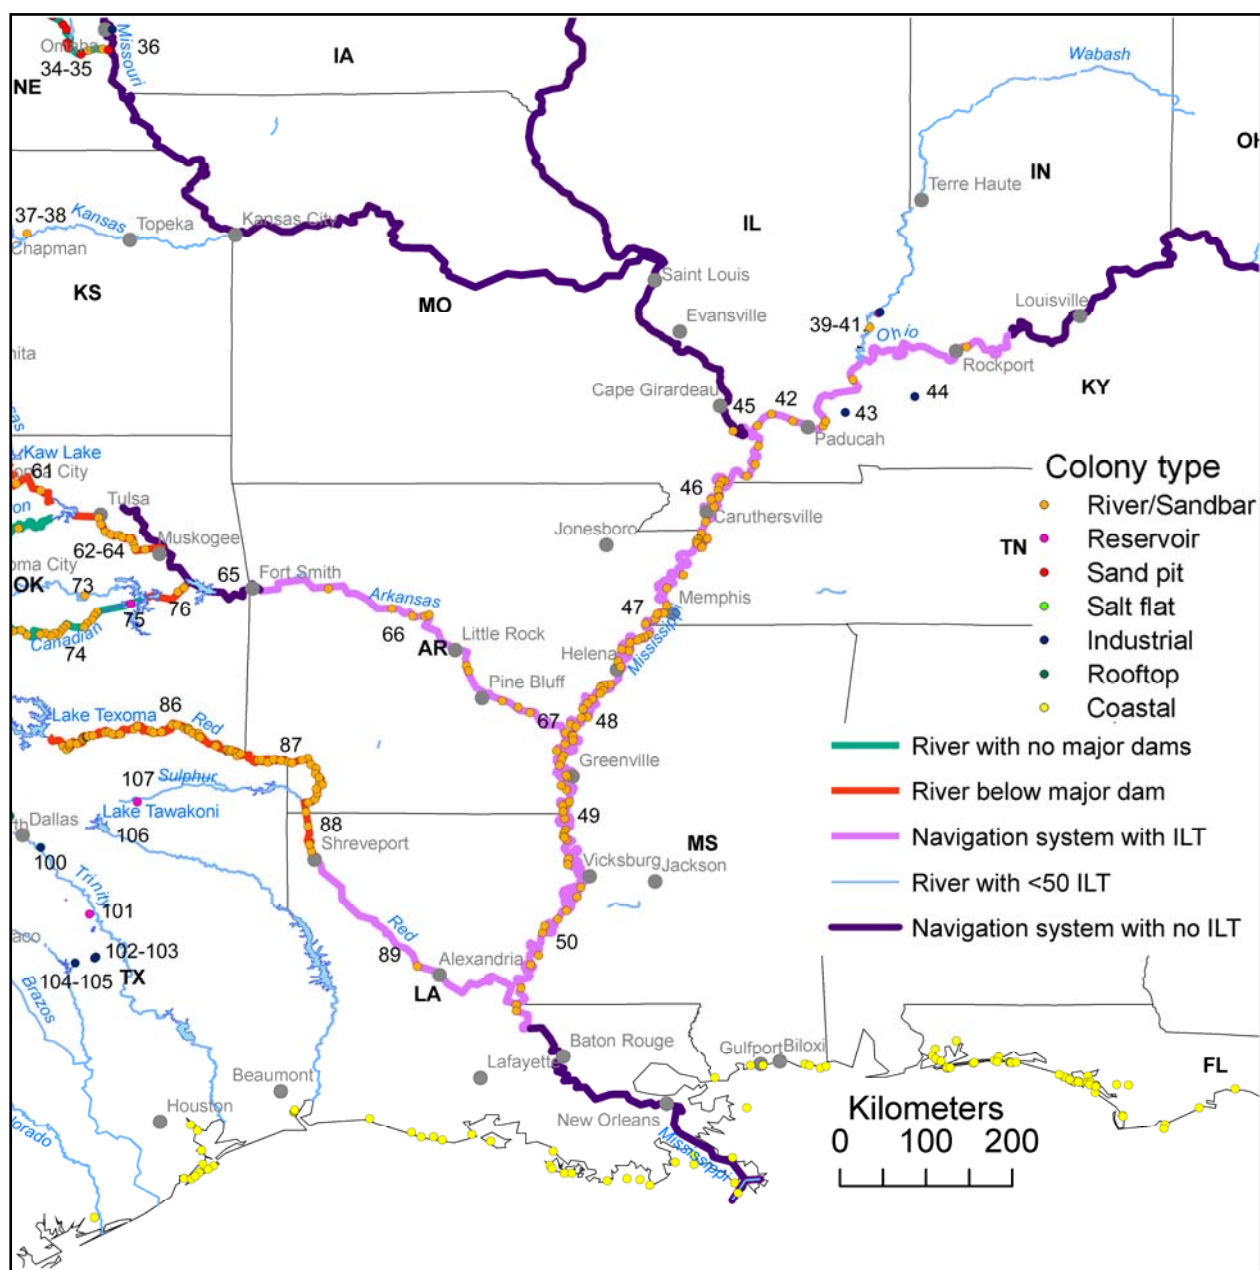 Omaha
Missouri
36
34-35
NE
IA
Wabash
OH
IN
Terre Haute
37-38
Kansas
Topeka
Kansas City
Chapman
IL
KS
MO
Saint Louis
Evansville
39-41
Ohio
Louisville
Rockport
KY
Cape Girardeau
45
42
43
44
Paducah
Kaw Lake
61
Tulsa
46
Caruthersville
Jonesboro
62-64
Muskogee
OK
73
65
Fort Smith
Arkansas
TN
76
75
74
Canadian
66
47
Memphis
Mississippi
AR
Little Rock
Helena
Pine Bluff
67
48
Lake Texoma
86
Red
87
Greenville
107
Sulphur
Lake Tawakoni
88
49
Dallas
106
100
Shreveport
MS
Vicksburg
Jackson
Trinity
101
Red
50
102-103
104-105
TX
89
Alexandria
LA
Brazos
Baton Rouge
Lafayette
Gulfport
Biloxi
FL
Beaumont
Houston
New Orleans
Mississippi
Colony type
River/Sandbar
Reservoir
Sand pit
Salt flat
Industrial
Rooftop
Coastal
River with no major dams
River below major dam
Navigation system with ILT
River with <50 ILT
Navigation system with no ILT
Kilometers
0 100 200